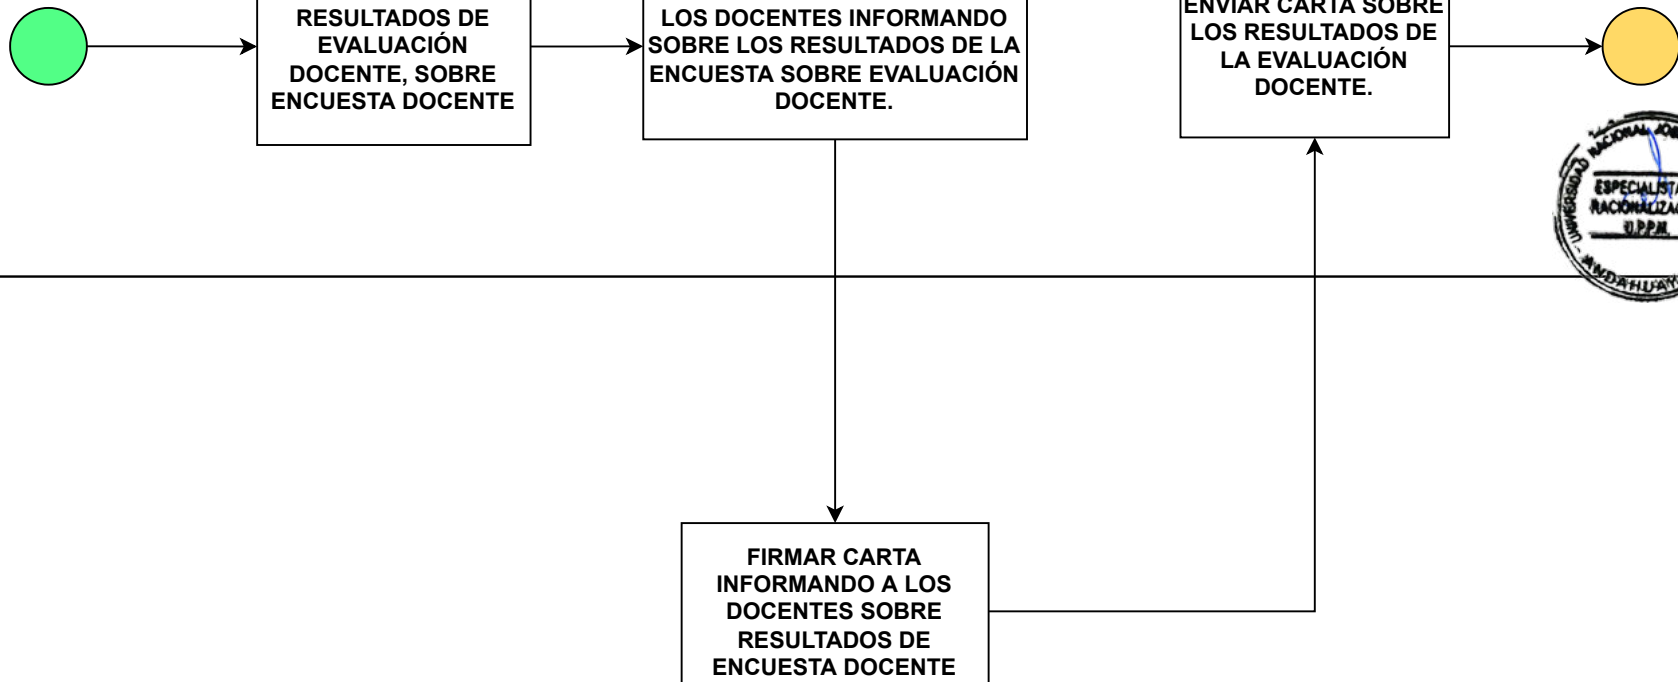 RESULTADOS DE
EVALUACIÓN
DOCENTE, SOBRE
ENCUESTA DOCENTE
LOS DOCENTES INFORMANDO
SOBRE LOS RESULTADOS DE LA
ENCUESTA SOBRE EVALUACIÓN
DOCENTE.
ENVIAR CARTA SOBRE
LOS RESULTADOS DE
LA EVALUACIÓN
DOCENTE.
UNIVERSIDAD NACIONAL JOS
ESPECIALISTA
RACIONALIZA
U.P.P.M.
ANDAHUAY
FIRMAR CARTA
INFORMANDO A LOS
DOCENTES SOBRE
RESULTADOS DE
ENCUESTA DOCENTE